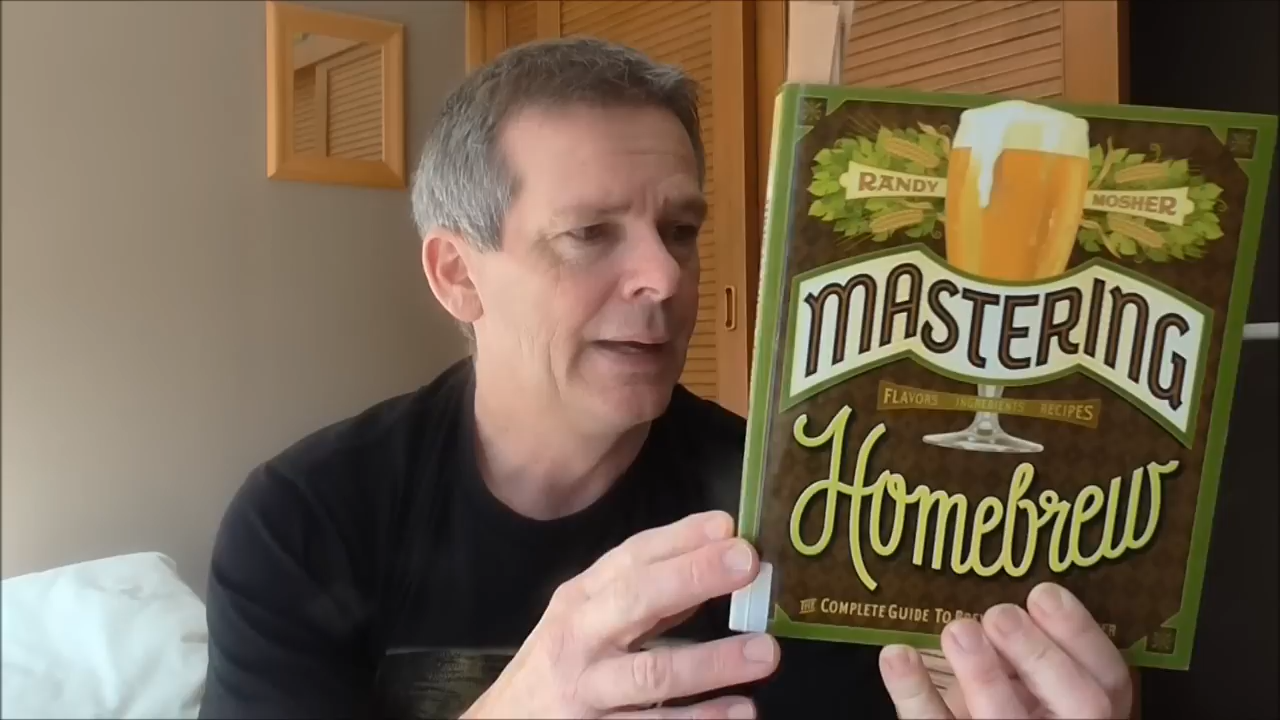 RANDY
MOSHER
MASTERING
FLAVORS INGREDIENTS RECIPES
Homebrew
THE COMPLETE GUIDE TO